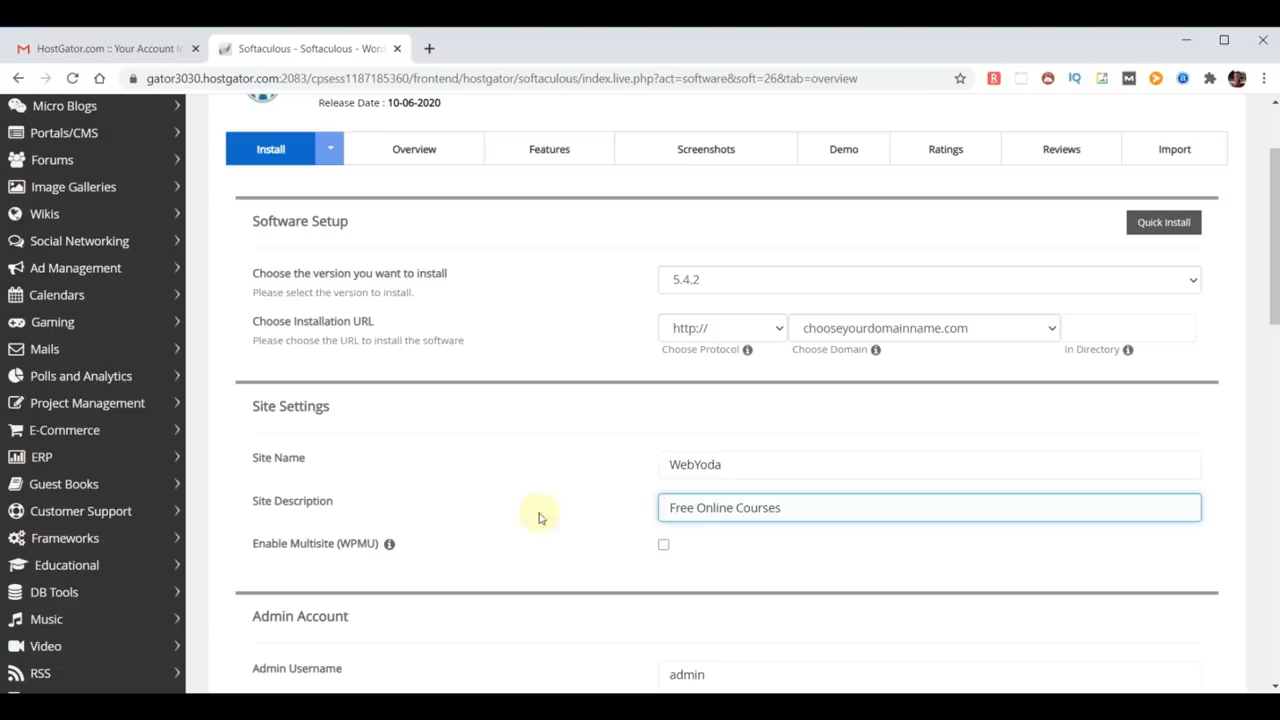 HostGator.com :: Your Account I
Softaculous - Softaculous - Wor
gator3030.hostgator.com:2083/cpsess1187185360/frontend/hostgator/softaculous/index.live.php?act=software&soft=26&tab=overview
Micro Blogs
Portals/CMS
Forums
Image Galleries
Wikis
Social Networking
Ad Management
Calendars
Gaming
Mails
Polls and Analytics
Project Management
E-Commerce
ERP
Guest Books
Customer Support
Frameworks
Educational
DB Tools
Music
Video
RSS
Release Date : 10-06-2020
Install Overview Features Screenshots Demo Ratings Reviews Import
Software Setup
Quick Install
Choose the version you want to install
Please select the version to install.
5.4.2
Choose Installation URL
Please choose the URL to install the software
http:// chooseyourdomainname.com
Choose Protocol Choose Domain In Directory
Site Settings
Site Name
WebYoda
Site Description
Free Online Courses
Enable Multisite (WPMU)
Admin Account
Admin Username
admin